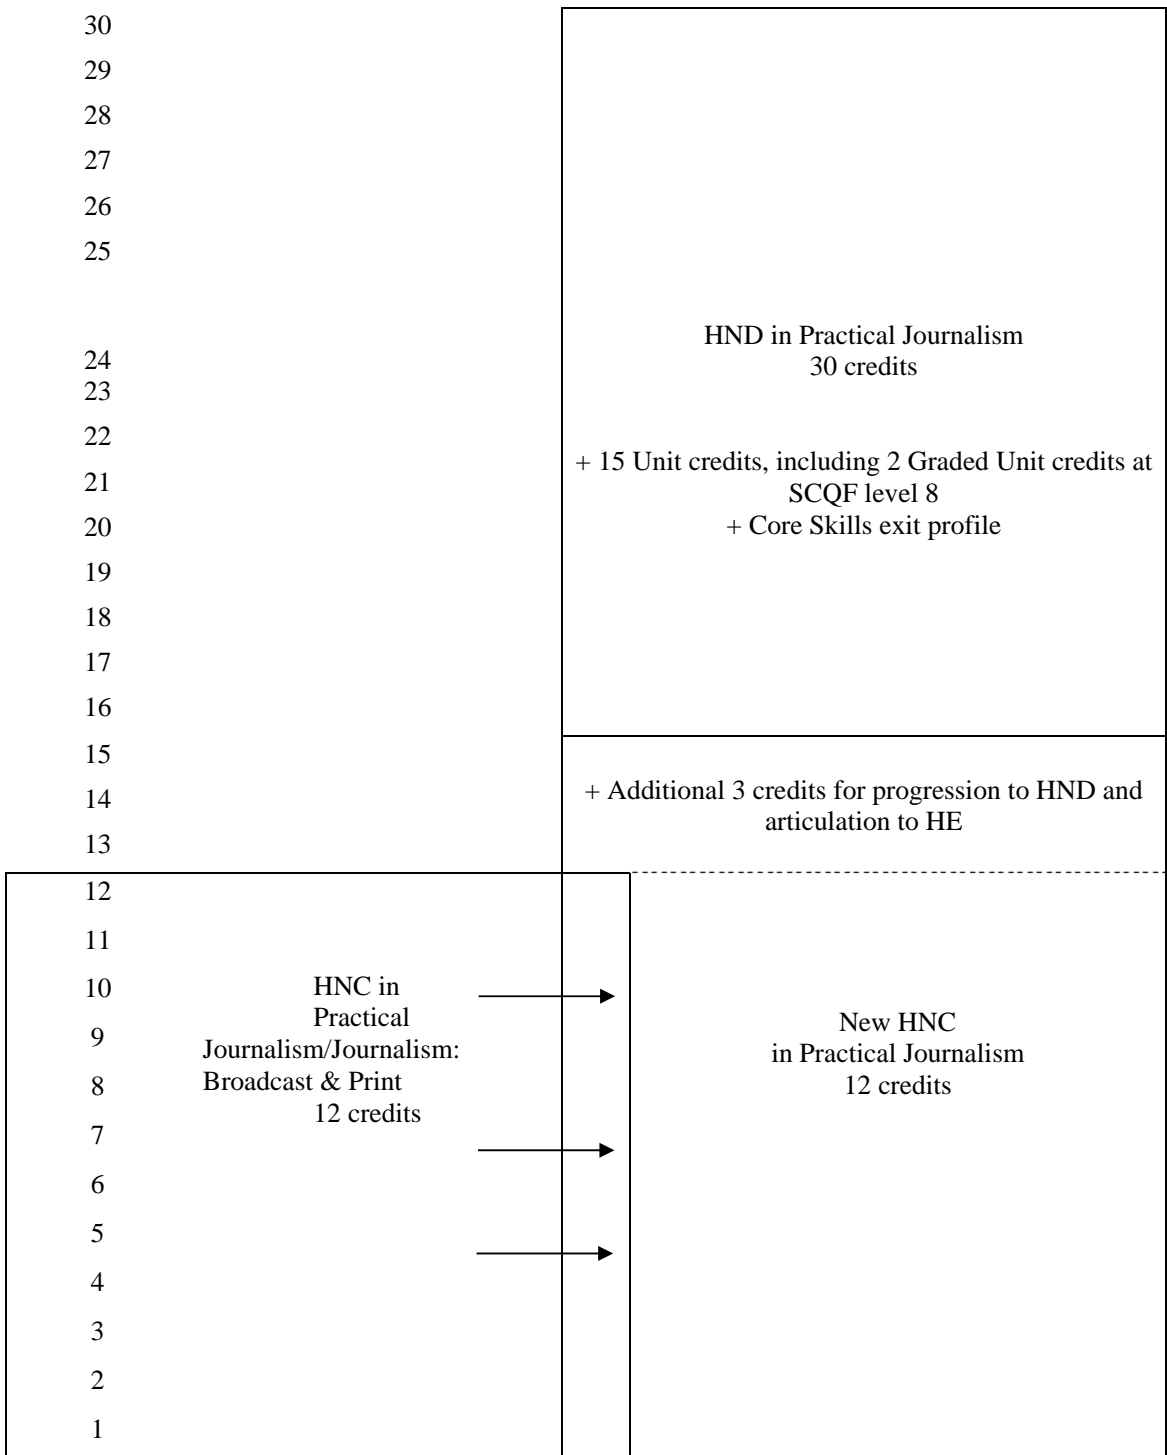 30
29
28
27
26
25
HND in Practical Journalism
24
30 credits
23
22
+ 15 Unit credits, including 2 Graded Unit credits at
21
SCQF level 8
20
+ Core Skills exit profile
19
18
17
16
15
+ Additional 3 credits for progression to HND and
14
articulation to HE
13
12
11
10
HNC in
Practical
Journalism/Journalism:
Broadcast & Print
12 credits
New HNC
in Practical Journalism
12 credits
9
8
7
6
5
4
3
2
1